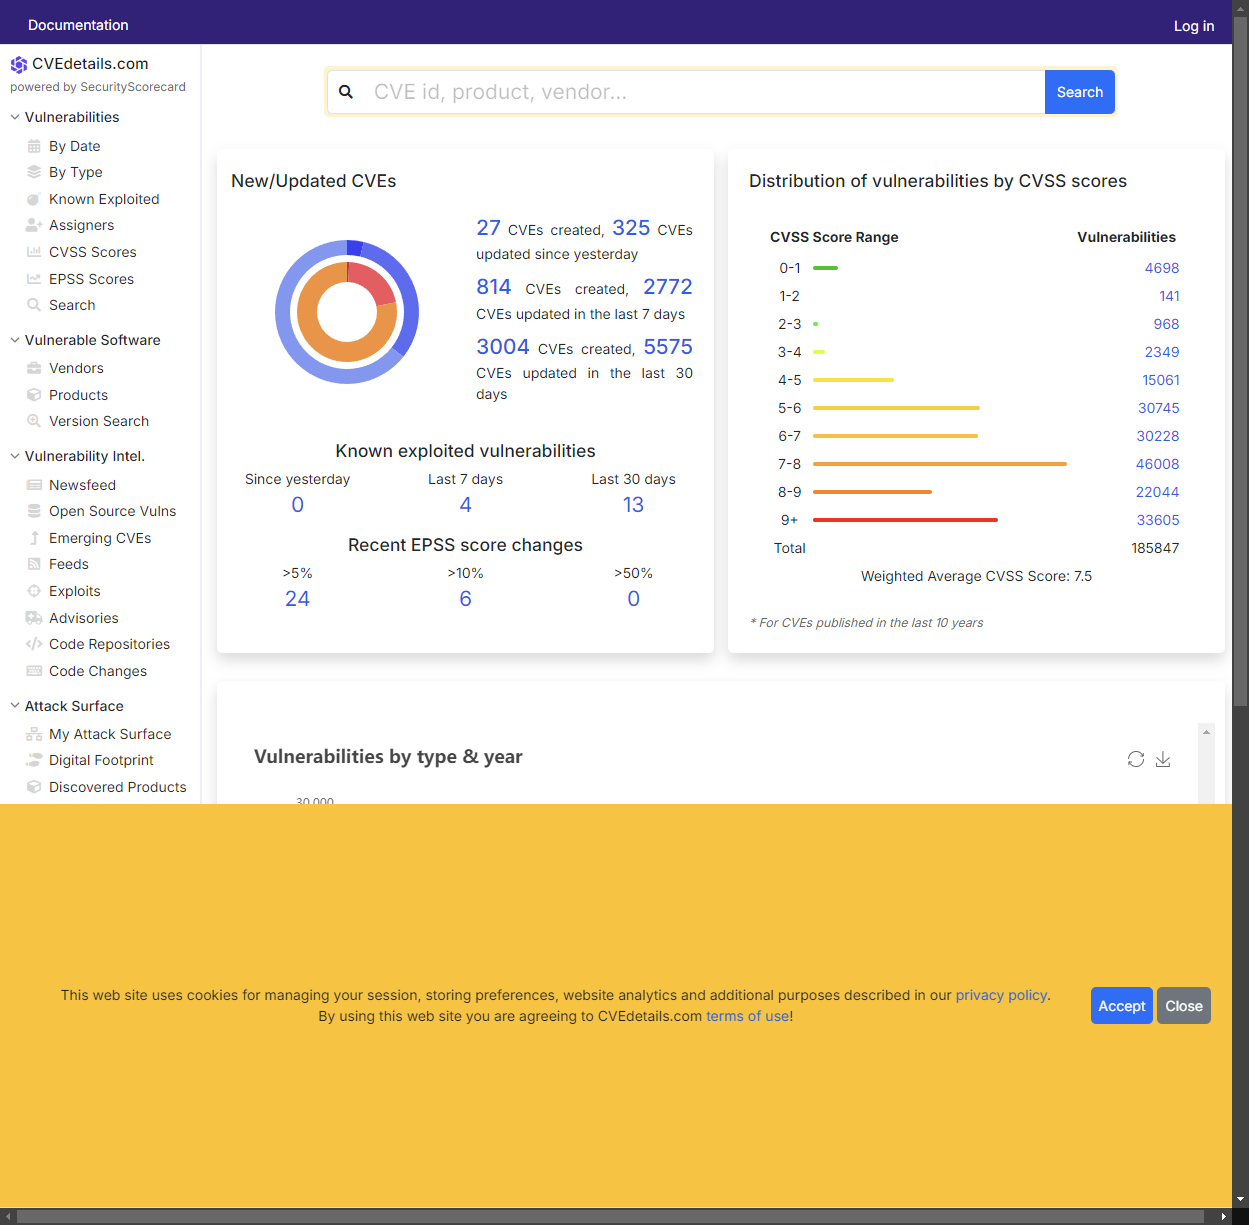 Documentation
Log in
CVEdetails.com
powered by SecurityScorecard
Vulnerabilities
By Date
By Type
Known Exploited
Assigners
CVSS Scores
EPSS Scores
Search
Vulnerable Software
Vendors
Products
Version Search
Vulnerability Intel.
Newsfeed
Open Source Vulns
Emerging CVEs
Feeds
Exploits
Advisories
Code Repositories
Code Changes
Attack Surface
My Attack Surface
Digital Footprint
Discovered Products
CVE id, product, vendor...
Search
New/Updated CVEs
27 CVEs created, 325 CVEs
updated since yesterday
814 CVEs created, 2772
CVEs updated in the last 7 days
3004 CVEs created, 5575
CVEs updated in the last 30
days
Known exploited vulnerabilities
Since yesterday Last 7 days Last 30 days
0 4 13
Recent EPSS score changes
>5% >10% >50%
24 6 0
Distribution of vulnerabilities by CVSS scores
CVSS Score Range Vulnerabilities
0-1 4698
1-2 141
2-3 968
3-4 2349
4-5 15061
5-6 30745
6-7 30228
7-8 46008
8-9 22044
9+ 33605
Total 185847
Weighted Average CVSS Score: 7.5
* For CVEs published in the last 10 years
Vulnerabilities by type & year
30,000
This web site uses cookies for managing your session, storing preferences, website analytics and additional purposes described in our privacy policy.
By using this web site you are agreeing to CVEdetails.com terms of use!
Accept Close